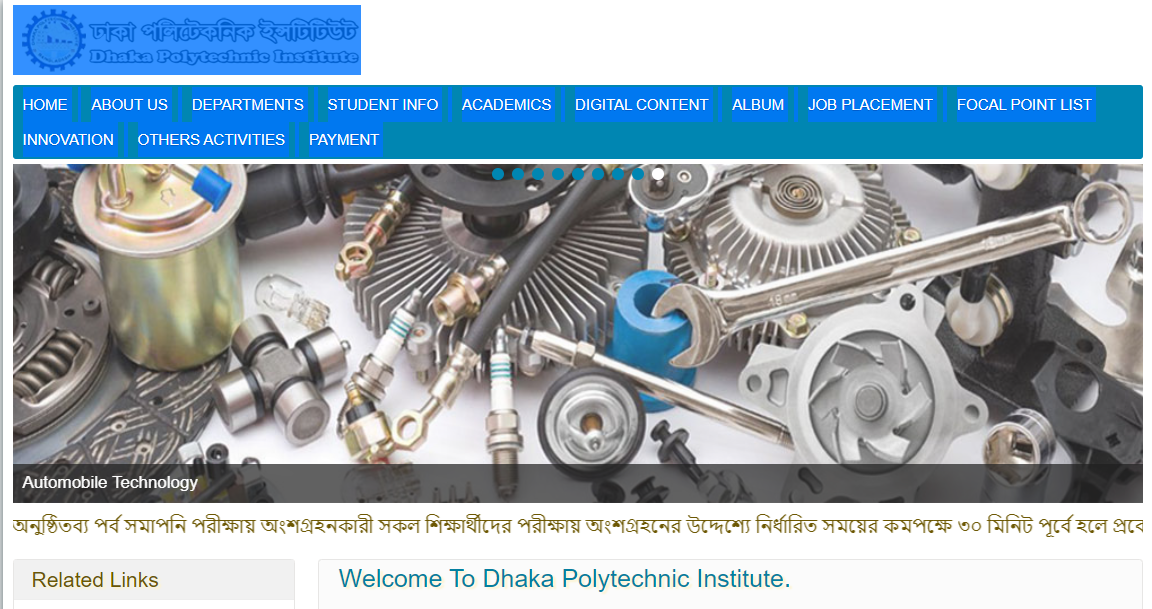 ঢাকা পলিটেকনিক ইন্সটিটিউট
Dhaka Polytechnic Institute
HOME ABOUT US DEPARTMENTS STUDENT INFO ACADEMICS DIGITAL CONTENT ALBUM JOB PLACEMENT FOCAL POINT LIST
INNOVATION OTHERS ACTIVITIES PAYMENT
18
Automobile Technology
অনুষ্ঠিতব্য পর্ব সমাপনি পরীক্ষায় অংশগ্রহনকারী সকল শিক্ষার্থীদের পরীক্ষায় অংশগ্রহনের উদ্দেশ্যে নির্ধারিত সময়ের কমপক্ষে ৩০ মিনিট পূর্বে হলে প্রবে
Related Links
Welcome To Dhaka Polytechnic Institute.